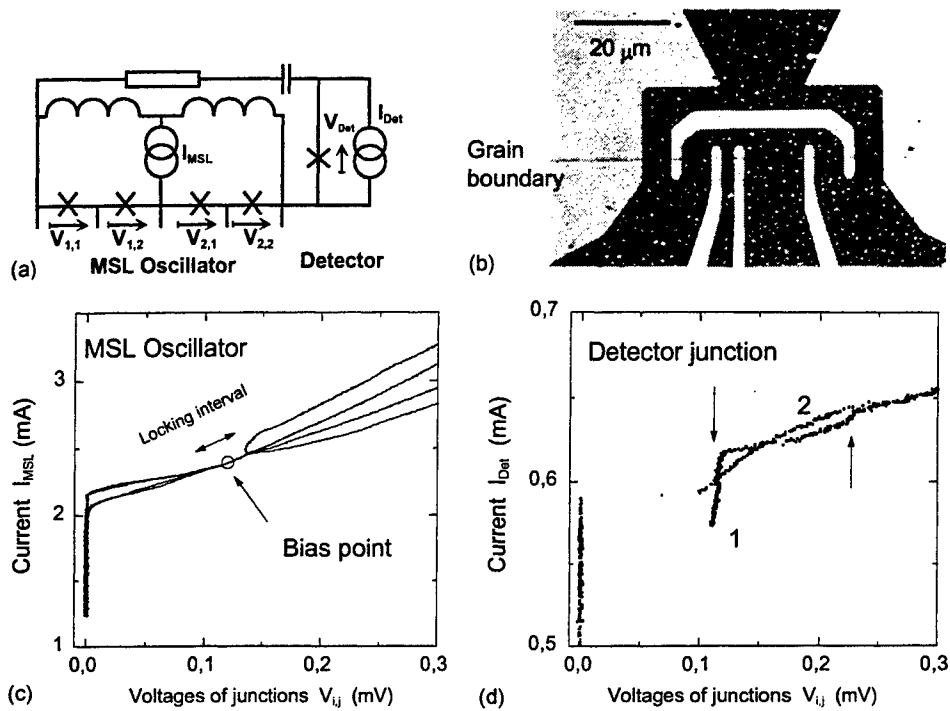 V_Det
I_Det
I_MSL
V_1,1
V_1,2
V_2,1
V_2,2
(a)
MSL Oscillator
Detector
20 μm
Grain
boundary
(b)
MSL Oscillator
Locking interval
Bias point
Current I_MSL (mA)
3
2
1
0,0
0,1
0,2
0,3
(c)
Voltages of junctions V_i,j (mV)
0,7
Detector junction
2
1
Current I_Det (mA)
0,6
0,5
0,0
0,1
0,2
0,3
(d)
Voltages of junctions V_i,j (mV)